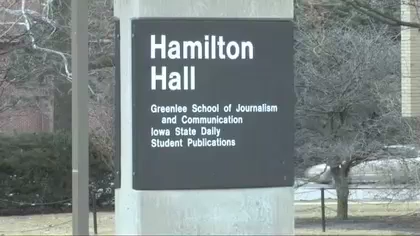 Hamilton
Hall
Greenlee School of Journalism
and Communication
Iowa State Daily
Student Publications